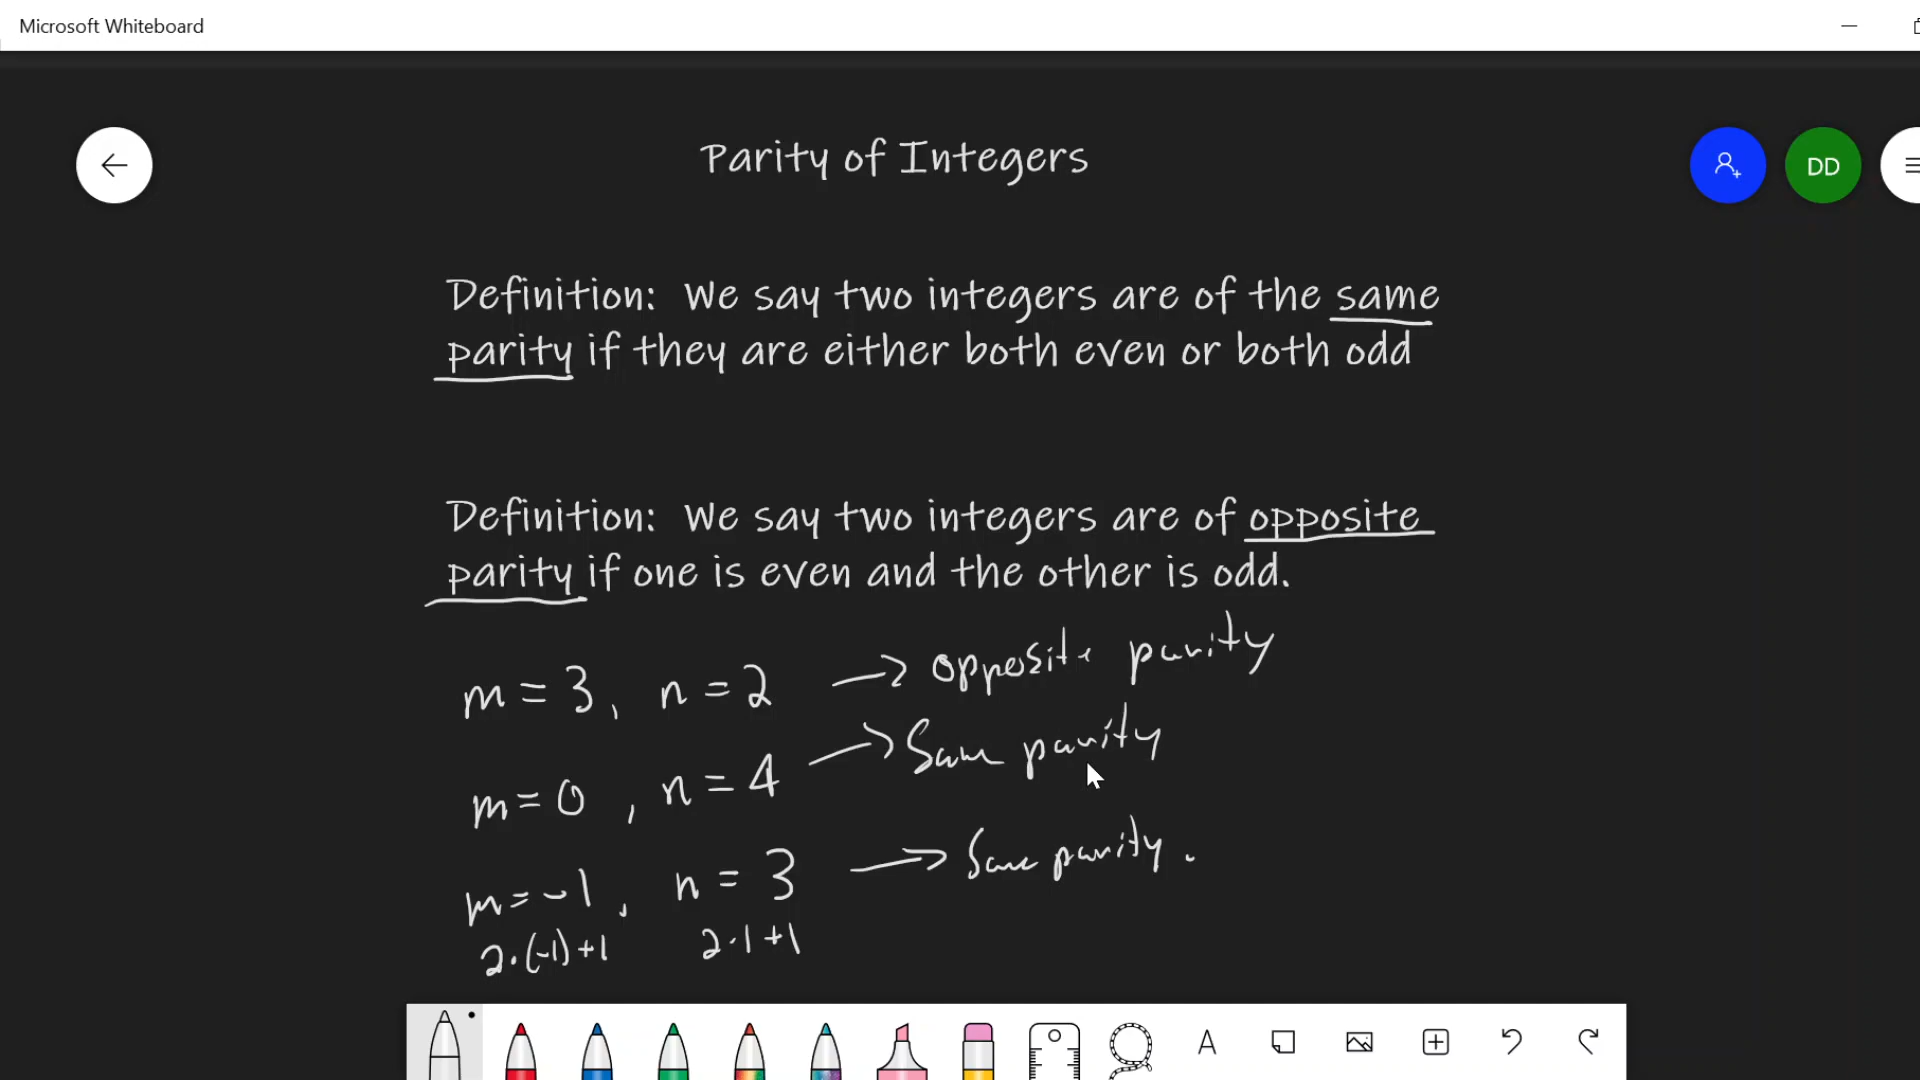 Microsoft Whiteboard
DD
Parity of Integers
Definition: We say two integers are of the same
parity if they are either both even or both odd
Definition: We say two integers are of opposite
parity if one is even and the other is odd.
m = 3, n = 2 → opposite parity
m = 0, n = 4 → Same parity
m = -1, n = 3 → Same parity.
2·(-1)+1 2·1+1
A